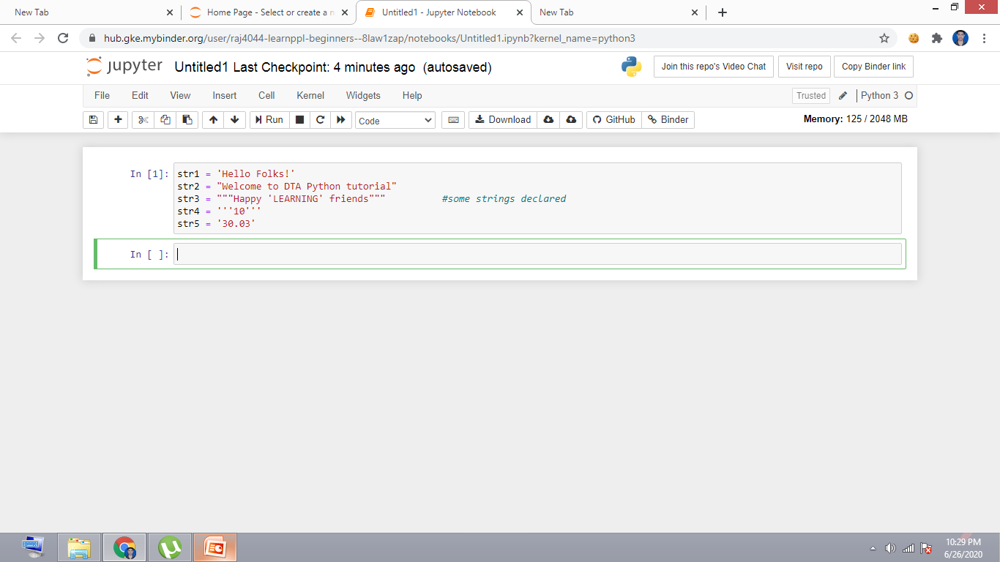 New Tab
Home Page - Select or create a n
Untitled1 - Jupyter Notebook
New Tab
hub.gke.mybinder.org/user/raj4044-learnppl-beginners--8law1zap/notebooks/Untitled1.ipynb?kernel_name=python3
jupyter Untitled1 Last Checkpoint: 4 minutes ago (autosaved)
Join this repo's Video Chat
Visit repo
Copy Binder link
File Edit View Insert Cell Kernel Widgets Help
Trusted
Python 3
Run
Code
Download
GitHub
Binder
Memory: 125 / 2048 MB
In [1]: str1 = 'Hello Folks!'
str2 = "Welcome to DTA Python tutorial"
str3 = """Happy 'LEARNING' friends""" #some strings declared
str4 = '''10'''
str5 = '30.03'
In [ ]:
10:29 PM
6/26/2020